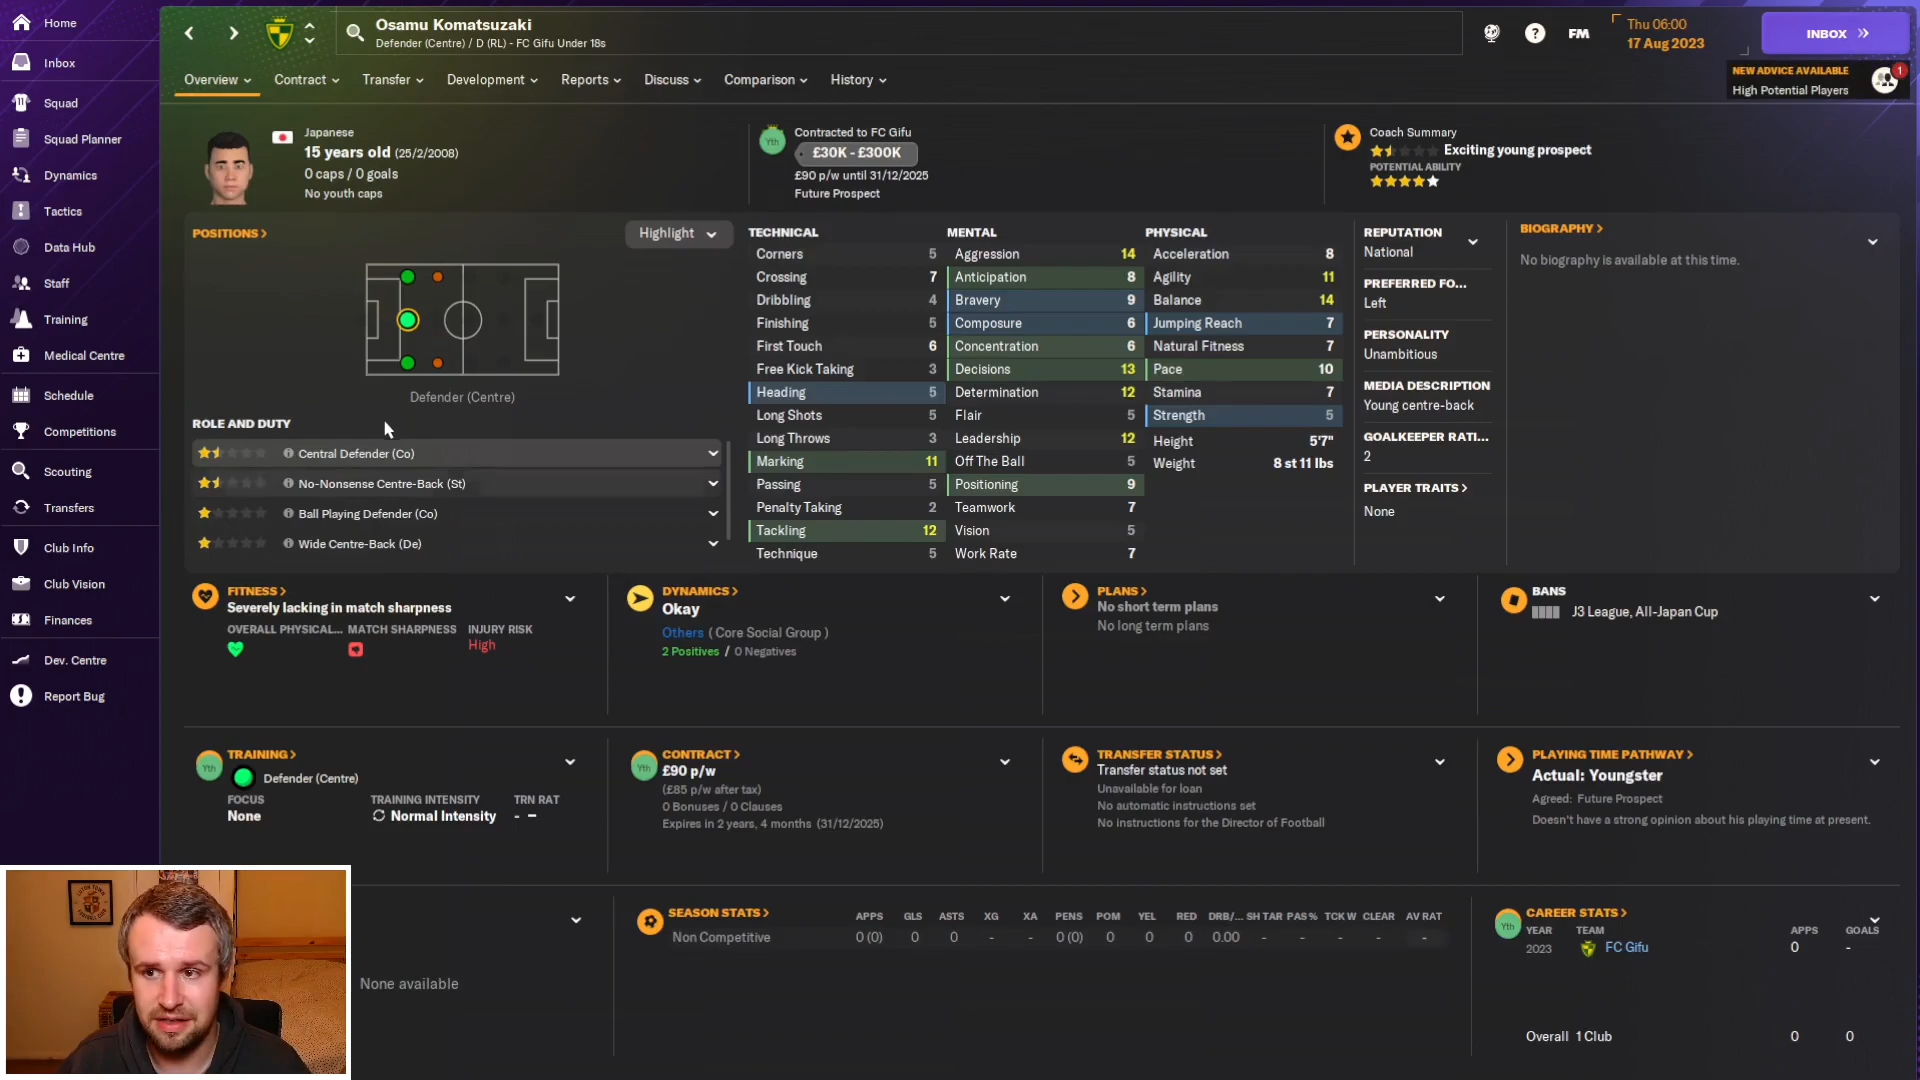 Home
Inbox
Squad
Squad Planner
Dynamics
Tactics
Data Hub
Staff
Training
Medical Centre
Schedule
Competitions
Scouting
Transfers
Club Info
Club Vision
Finances
Dev. Centre
Report Bug
Osamu Komatsuzaki
Defender (Centre) / D (RL) - FC Gifu Under 18s
?
FM
Thu 06:00
17 Aug 2023
INBOX
Overview Contract Transfer Development Reports Discuss Comparison History
NEW ADVICE AVAILABLE
High Potential Players
1
Japanese
15 years old (25/2/2008)
0 caps / 0 goals
No youth caps
Yth
Contracted to FC Gifu
£30K - £300K
£90 p/w until 31/12/2025
Future Prospect
Coach Summary
Exciting young prospect
POTENTIAL ABILITY
POSITIONS >
Highlight
Defender (Centre)
ROLE AND DUTY
Central Defender (Co)
No-Nonsense Centre-Back (St)
Ball Playing Defender (Co)
Wide Centre-Back (De)
TECHNICAL
Corners 5
Crossing 7
Dribbling 4
Finishing 5
First Touch 6
Free Kick Taking 3
Heading 5
Long Shots 5
Long Throws 3
Marking 11
Passing 5
Penalty Taking 2
Tackling 12
Technique 5
MENTAL
Aggression 14
Anticipation 8
Bravery 9
Composure 6
Concentration 6
Decisions 13
Determination 12
Flair 5
Leadership 12
Off The Ball 5
Positioning 9
Teamwork 7
Vision 5
Work Rate 7
PHYSICAL
Acceleration 8
Agility 11
Balance 14
Jumping Reach 7
Natural Fitness 7
Pace 10
Stamina 7
Strength 5
Height 5'7"
Weight 8 st 11 lbs
REPUTATION
National
PREFERRED FO...
Left
PERSONALITY
Unambitious
MEDIA DESCRIPTION
Young centre-back
GOALKEEPER RATI...
2
PLAYER TRAITS >
None
BIOGRAPHY >
No biography is available at this time.
FITNESS >
Severely lacking in match sharpness
OVERALL PHYSICAL... MATCH SHARPNESS INJURY RISK
High
DYNAMICS >
Okay
Others ( Core Social Group )
2 Positives / 0 Negatives
PLANS >
No short term plans
No long term plans
BANS
J3 League, All-Japan Cup
Yth
TRAINING >
Defender (Centre)
FOCUS TRAINING INTENSITY TRN RAT
None Normal Intensity -
Yth
CONTRACT >
£90 p/w
(£85 p/w after tax)
0 Bonuses / 0 Clauses
Expires in 2 years, 4 months (31/12/2025)
TRANSFER STATUS >
Transfer status not set
Unavailable for loan
No automatic instructions set
No instructions for the Director of Football
PLAYING TIME PATHWAY >
Actual: Youngster
Agreed: Future Prospect
Doesn't have a strong opinion about his playing time at present.
None available
SEASON STATS > APPS GLS ASTS XG XA PENS POM YEL RED DRB/... SH TAR PAS % TCK W CLEAR AV RAT
Non Competitive 0 (0) 0 0 - - 0 (0) 0 0 0 0.00 - - - - -
Yth
CAREER STATS >
YEAR TEAM APPS GOALS
2023 FC Gifu 0 -
Overall 1 Club 0 0